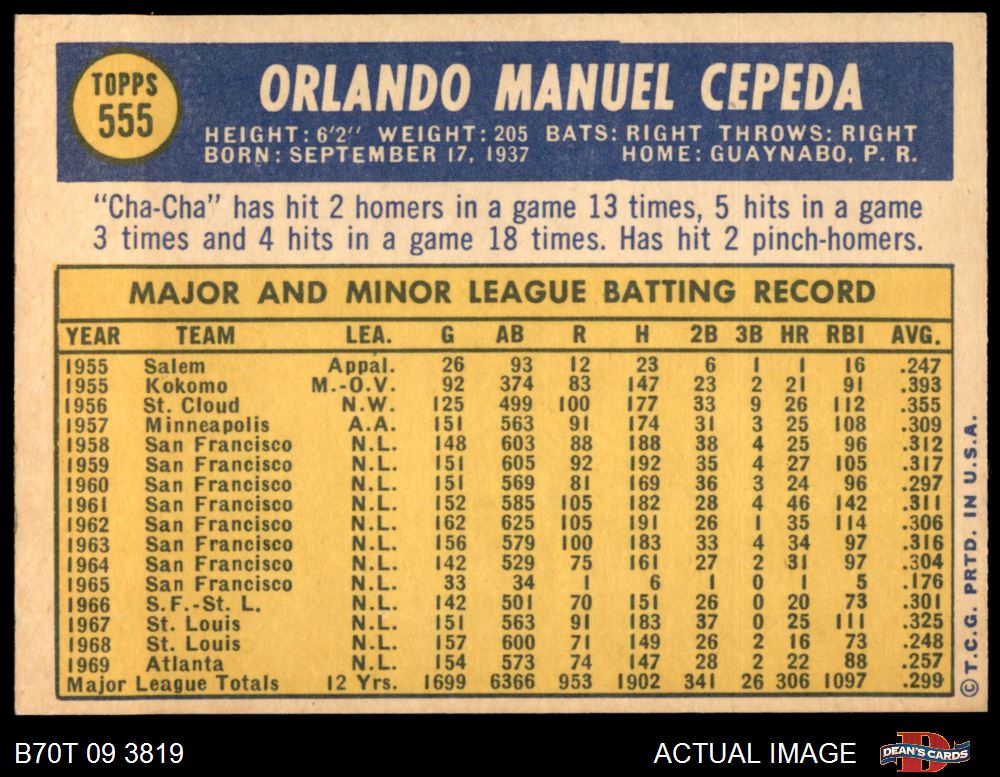 TOPPS
555
ORLANDO MANUEL CEPEDA
HEIGHT: 6'2" WEIGHT: 205 BATS: RIGHT THROWS: RIGHT
BORN: SEPTEMBER 17, 1937 HOME: GUAYNABO, P. R.
"Cha-Cha" has hit 2 homers in a game 13 times, 5 hits in a game
3 times and 4 hits in a game 18 times. Has hit 2 pinch-homers.
MAJOR AND MINOR LEAGUE BATTING RECORD
YEAR TEAM LEA. G AB R H 2B 3B HR RBI AVG.
1955 Salem Appal. 26 93 12 23 6 1 1 16 .247
1955 Kokomo M.-O.V. 92 374 83 147 23 2 21 91 .393
1956 St. Cloud N.W. 125 499 100 177 33 9 26 112 .355
1957 Minneapolis A.A. 151 563 91 174 31 3 25 108 .309
1958 San Francisco N.L. 148 603 88 188 38 4 25 96 .312
1959 San Francisco N.L. 151 605 92 192 35 4 27 105 .317
1960 San Francisco N.L. 151 569 81 169 36 3 24 96 .297
1961 San Francisco N.L. 152 585 105 182 28 4 46 142 .311
1962 San Francisco N.L. 162 625 105 191 26 1 35 114 .306
1963 San Francisco N.L. 156 579 100 183 33 4 34 97 .316
1964 San Francisco N.L. 142 529 75 161 27 2 31 97 .304
1965 San Francisco N.L. 33 34 1 6 1 0 1 5 .176
1966 S.F.-St. L. N.L. 142 501 70 151 26 0 20 73 .301
1967 St. Louis N.L. 151 563 91 183 37 0 25 111 .325
1968 St. Louis N.L. 157 600 71 149 26 2 16 73 .248
1969 Atlanta N.L. 154 573 74 147 28 2 22 88 .257
Major League Totals 12 Yrs. 1699 6366 953 1902 341 26 306 1097 .299
© T.C.G. PRTD. IN U.S.A.
B70T 09 3819 ACTUAL IMAGE
DEAN'S CARDS